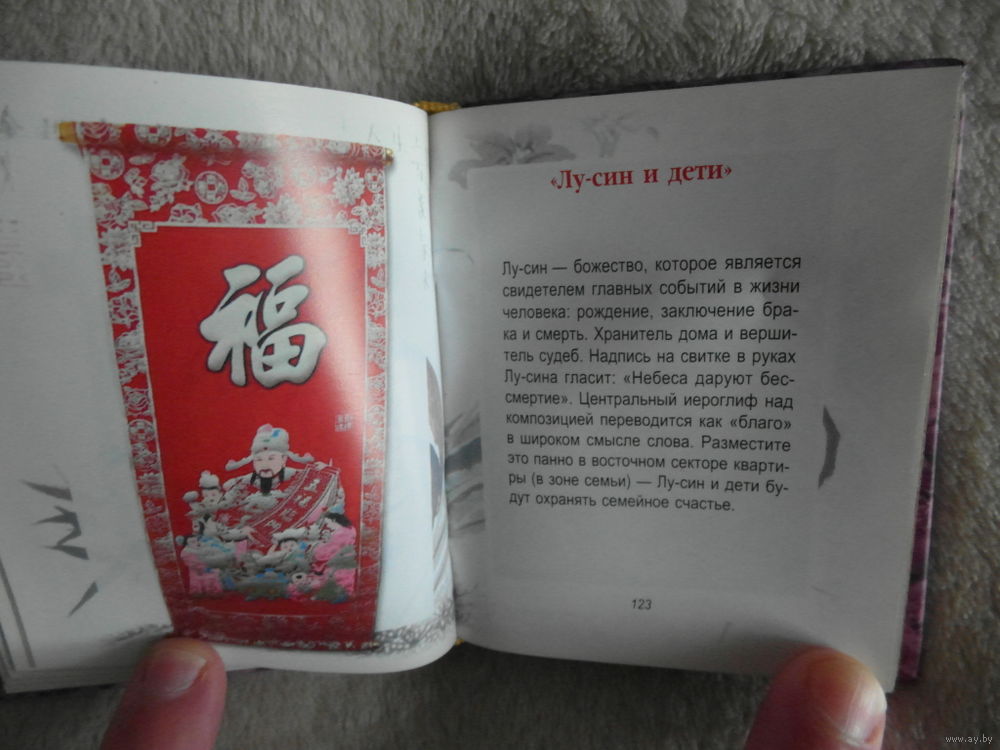 福
«Лу-син и дети»
Лу-син — божество, которое является
свидетелем главных событий в жизни
человека: рождение, заключение бра-
ка и смерть. Хранитель дома и верши-
тель судеб. Надпись на свитке в руках
Лу-сина гласит: «Небеса даруют бес-
смертие». Центральный иероглиф над
композицией переводится как «благо»
в широком смысле слова. Разместите
это панно в восточном секторе кварти-
ры (в зоне семьи) — Лу-син и дети бу-
дут охранять семейное счастье.
123
www.ay.by